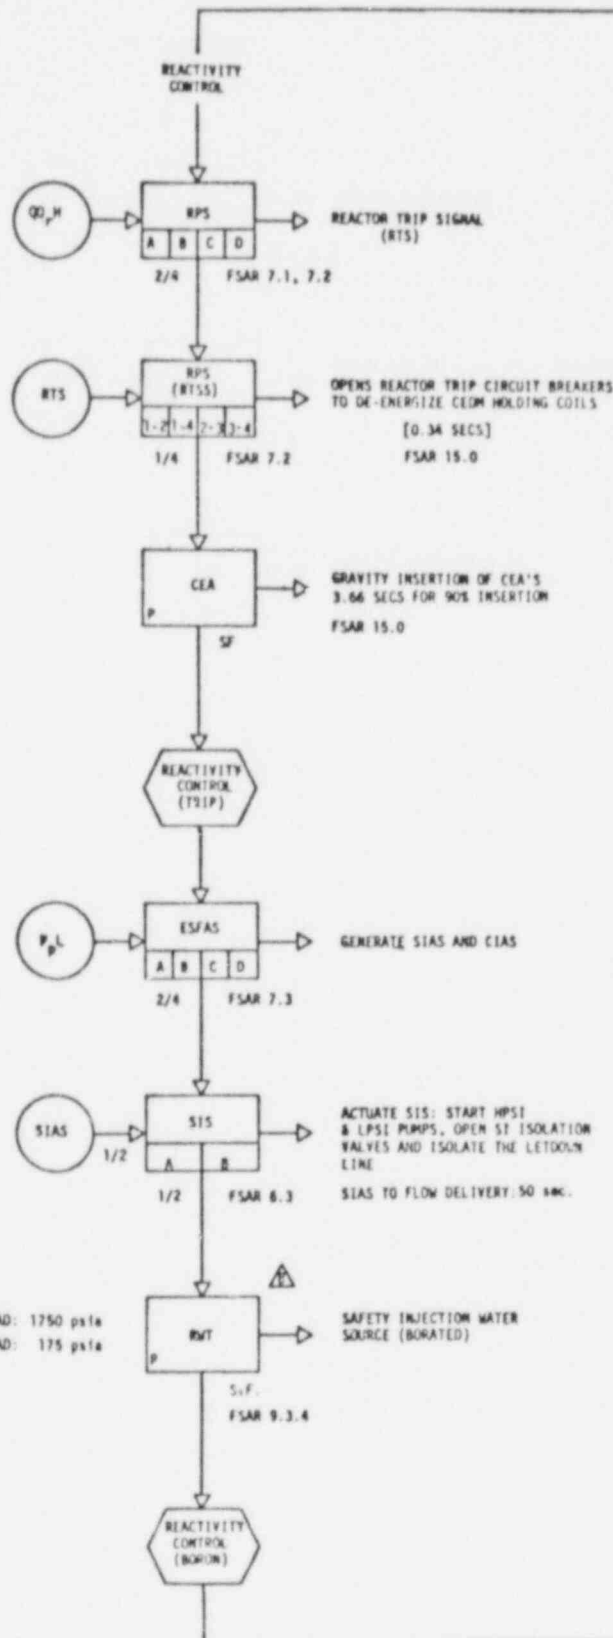 REACTIVITY
CONTROL
RPS
REACTOR TRIP SIGNAL
(RTS)
A B C D
2/4 FSAR 7.1, 7.2
RTS
RPS
(RTSS)
OPENS REACTOR TRIP CIRCUIT BREAKERS
TO DE-ENERGIZE CEDM HOLDING COILS
1-2 1-4 2-3 3-4
[0.34 SECS]
1/4 FSAR 7.2
FSAR 15.0
CEA
GRAVITY INSERTION OF CEA'S
3.66 SECS FOR 90% INSERTION
P
FSAR 15.0
SF
REACTIVITY
CONTROL
(TRIP)
PpL
ESFAS
GENERATE SIAS AND CIAS
A B C D
2/4 FSAR 7.3
SIAS
1/2
SIS
ACTUATE SIS: START HPSI
& LPSI PUMPS, OPEN SI ISOLATION
VALVES AND ISOLATE THE LETDOWN
LINE
A B
1/2 FSAR 6.3
SIAS TO FLOW DELIVERY: 50 sec.
AD: 1750 psia
AD: 175 psia
RWT
SAFETY INJECTION WATER
SOURCE (BORATED)
P
S.F.
FSAR 9.3.4
REACTIVITY
CONTROL
(BORON)